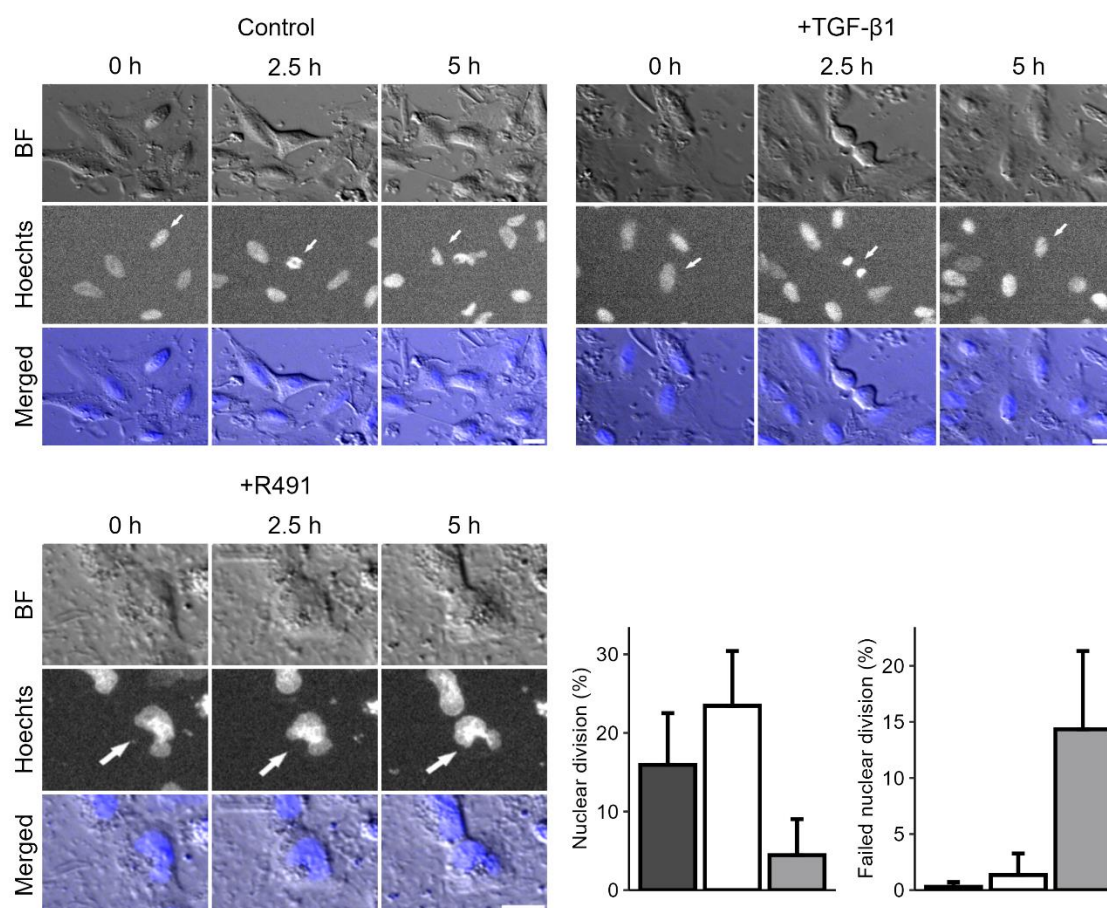 Control
0 h 2.5 h 5 h
BF
Hoechts
Merged
+TGF-β1
0 h 2.5 h 5 h
+R491
0 h 2.5 h 5 h
BF
Hoechts
Merged
Nuclear division (%)
30
20
10
0
Failed nuclear division (%)
20
15
10
5
0